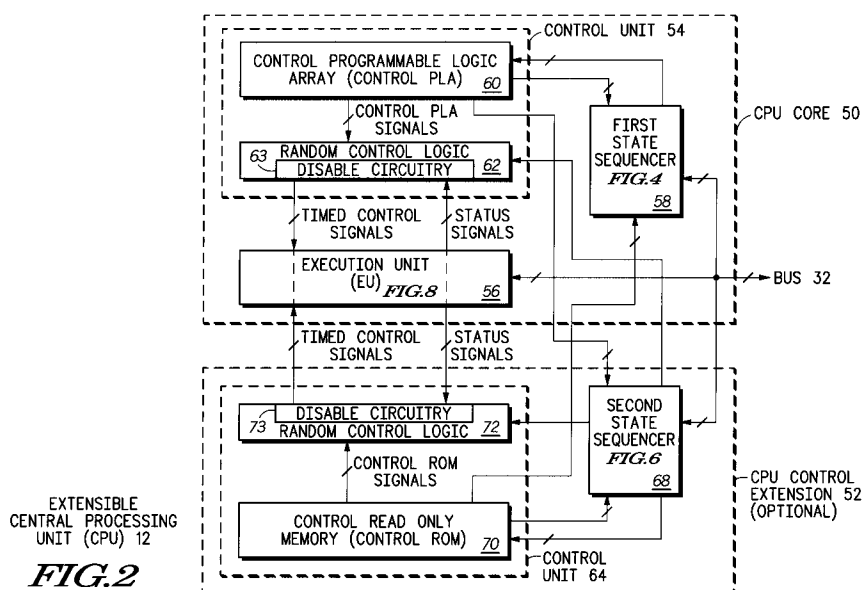 CONTROL UNIT 54
CONTROL PROGRAMMABLE LOGIC
ARRAY (CONTROL PLA)
60
CONTROL PLA
SIGNALS
CPU CORE 50
FIRST
STATE
SEQUENCER
FIG.4
58
RANDOM CONTROL LOGIC
63
DISABLE CIRCUITRY
62
TIMED CONTROL
SIGNALS
STATUS
SIGNALS
EXECUTION UNIT
(EU)
FIG.8
56
BUS 32
TIMED CONTROL
SIGNALS
STATUS
SIGNALS
73
DISABLE CIRCUITRY
RANDOM CONTROL LOGIC
72
SECOND
STATE
SEQUENCER
FIG.6
68
CONTROL ROM
SIGNALS
CPU CONTROL
EXTENSION 52
(OPTIONAL)
CONTROL READ ONLY
MEMORY (CONTROL ROM)
70
CONTROL
UNIT 64
EXTENSIBLE
CENTRAL PROCESSING
UNIT (CPU) 12
FIG.2